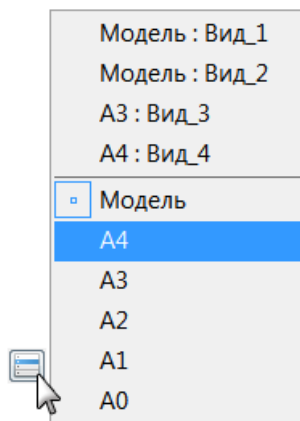 Модель : Вид_1
Модель : Вид_2
А3 : Вид_3
А4 : Вид_4
Модель
А4
А3
А2
А1
А0